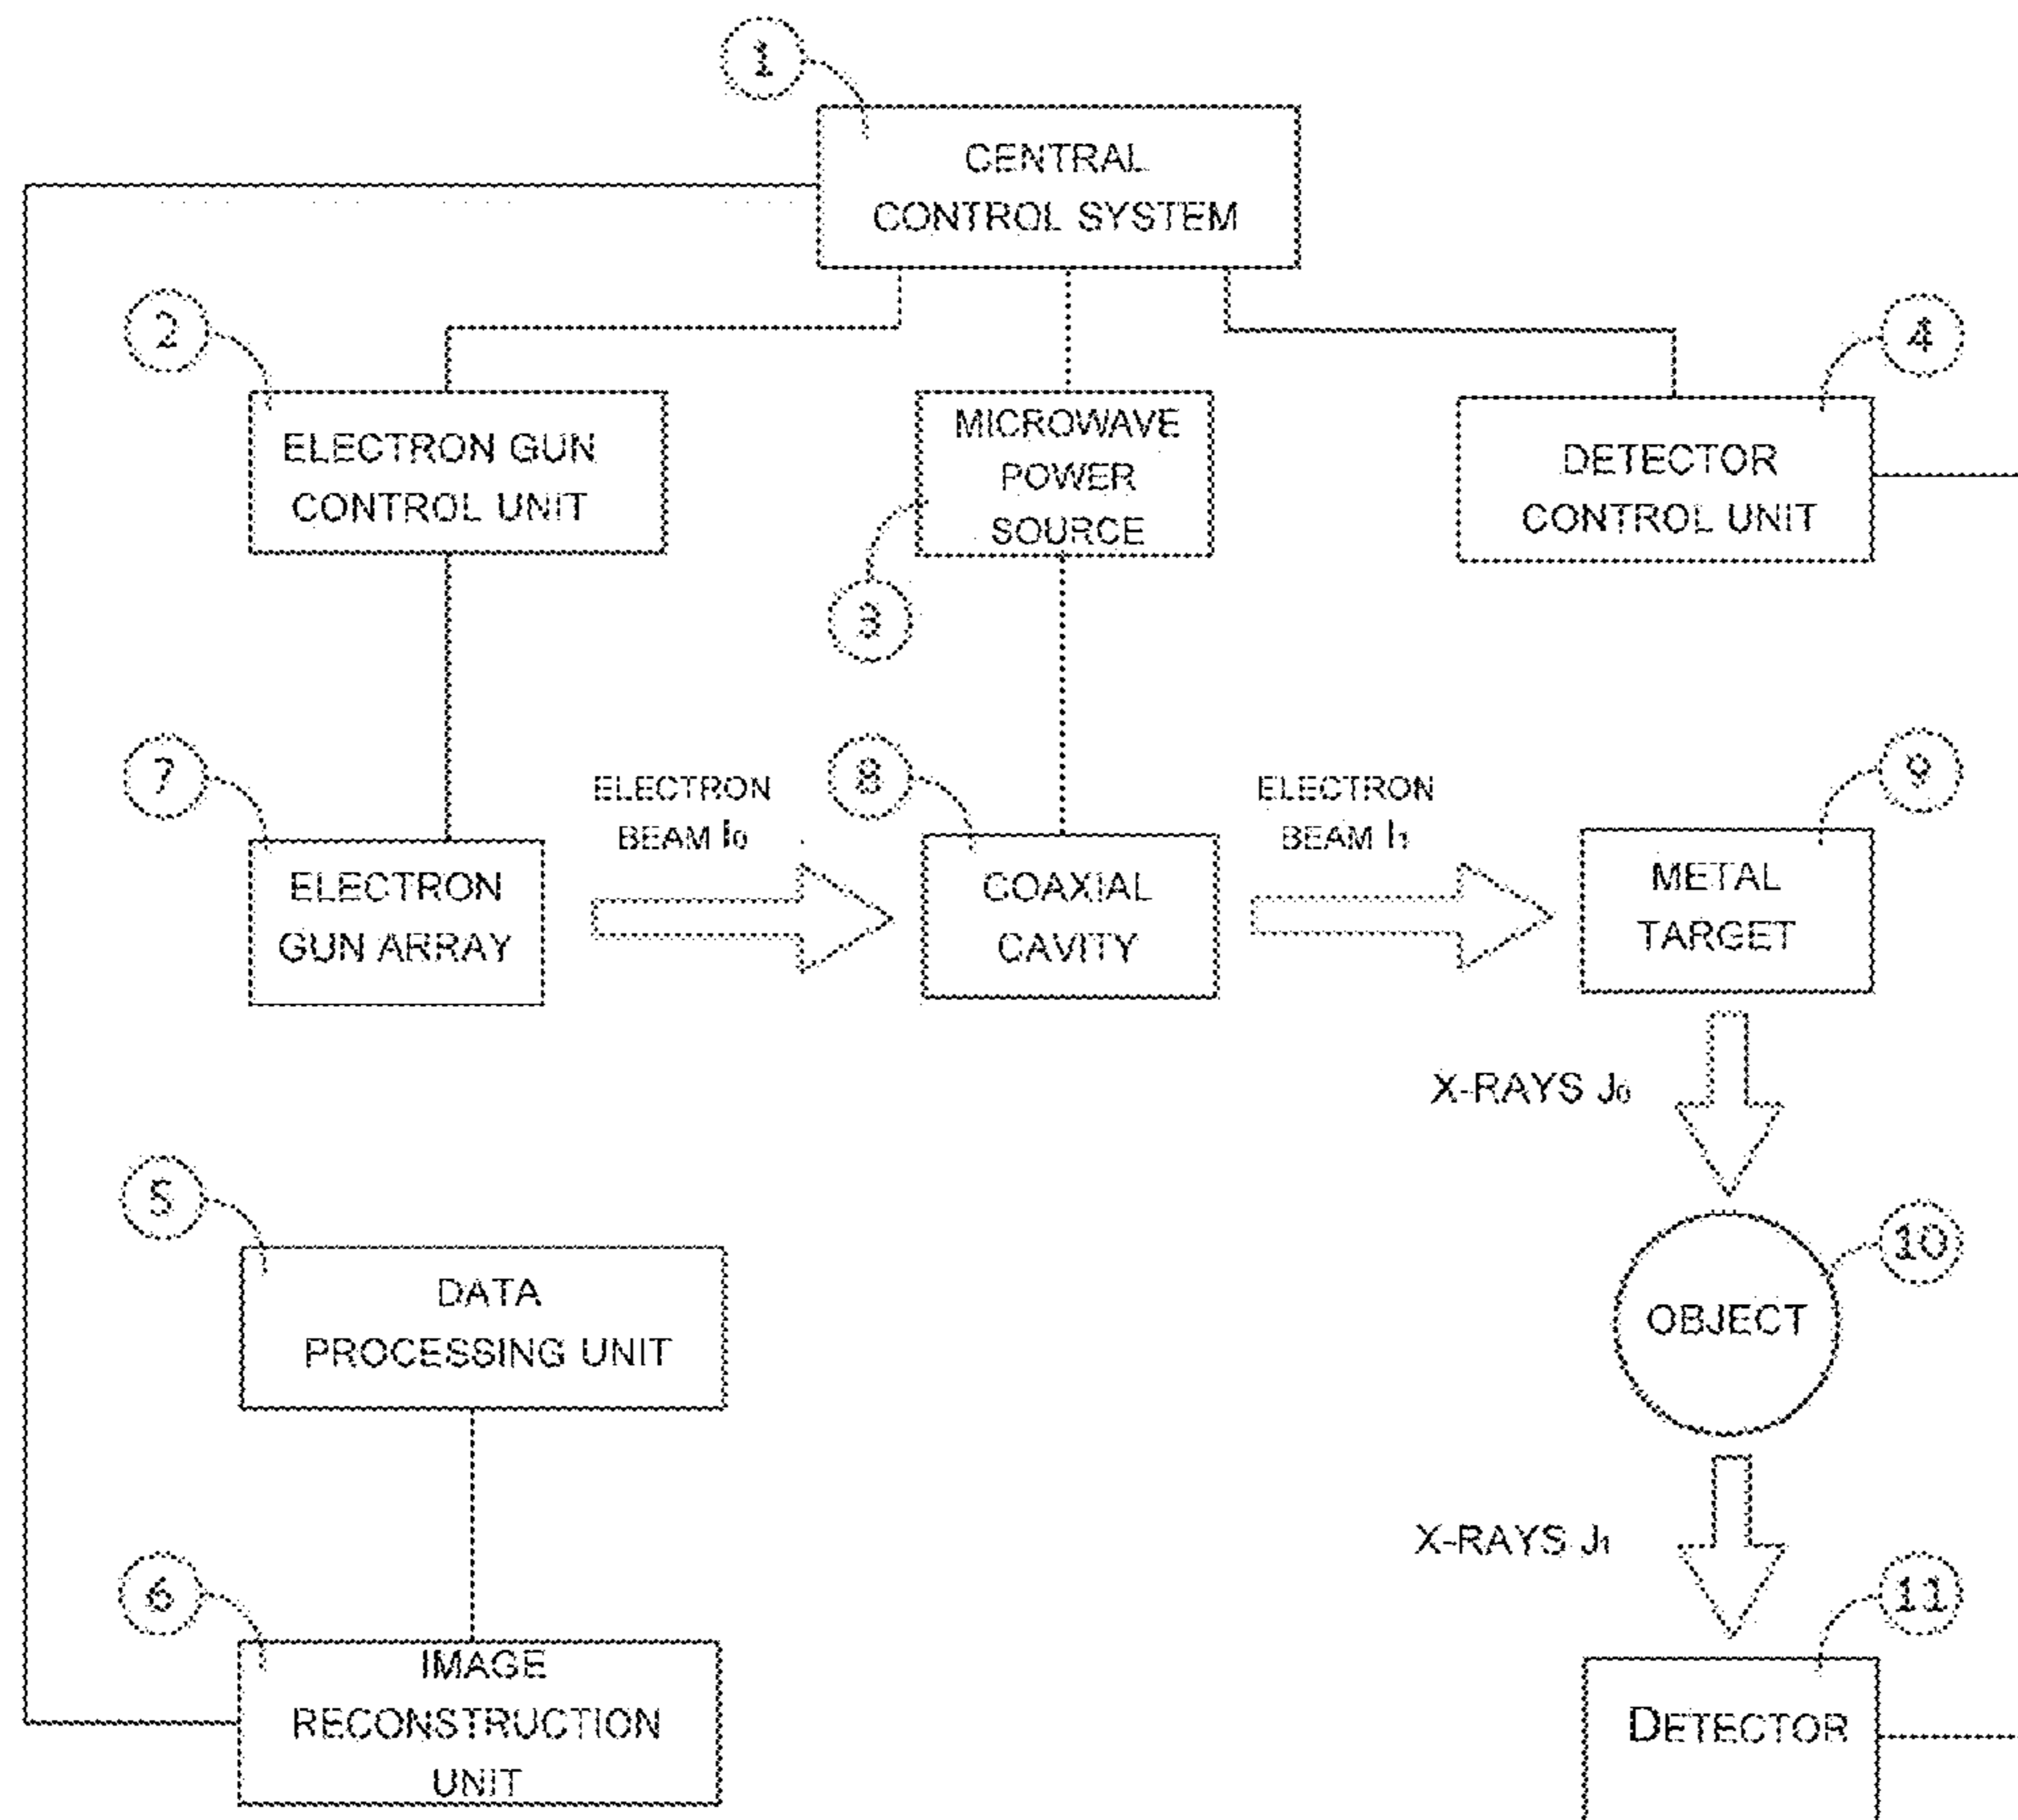 1
CENTRAL
CONTROL SYSTEM
2
4
ELECTRON GUN
CONTROL UNIT
MICROWAVE
POWER
SOURCE
DETECTOR
CONTROL UNIT
3
7
ELECTRON
BEAM I₀
8
ELECTRON
BEAM I₁
9
ELECTRON
GUN ARRAY
COAXIAL
CAVITY
METAL
TARGET
X-RAYS J₀
5
10
DATA
PROCESSING UNIT
OBJECT
X-RAYS J₁
6
11
IMAGE
RECONSTRUCTION
UNIT
DETECTOR